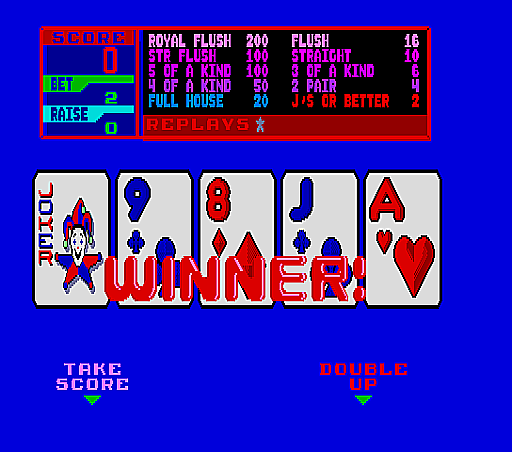 SCORE
0
BET
2
RAISE
0
ROYAL FLUSH 200 FLUSH 16
STR FLUSH 100 STRAIGHT 10
5 OF A KIND 100 3 OF A KIND 6
4 OF A KIND 50 2 PAIR 4
FULL HOUSE 20 J'S OR BETTER 2
REPLAYS
JOKER 9 8 J A
WINNER!
TAKE SCORE
DOUBLE UP